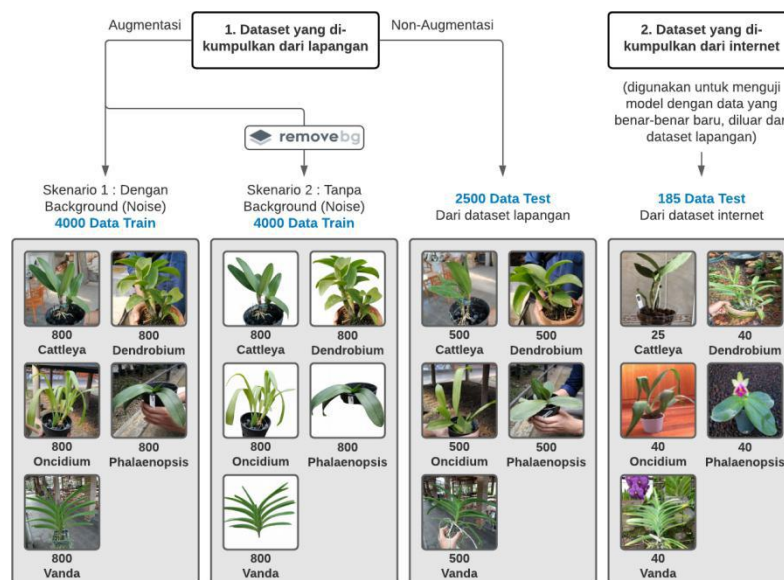 Augmentasi
1. Dataset yang di-
kumpulkan dari lapangan
Non-Augmentasi
2. Dataset yang di-
kumpulkan dari internet
(digunakan untuk menguji
model dengan data yang
benar-benar baru, diluar dari
dataset lapangan)
removebg
Skenario 1 : Dengan
Background (Noise)
4000 Data Train
Skenario 2 : Tanpa
Background (Noise)
4000 Data Train
2500 Data Test
Dari dataset lapangan
185 Data Test
Dari dataset internet
800
Cattleya
800
Dendrobium
800
Oncidium
800
Phalaenopsis
800
Vanda
800
Cattleya
800
Dendrobium
800
Oncidium
800
Phalaenopsis
800
Vanda
500
Cattleya
500
Dendrobium
500
Oncidium
500
Phalaenopsis
500
Vanda
25
Cattleya
40
Dendrobium
40
Oncidium
40
Phalaenopsis
40
Vanda